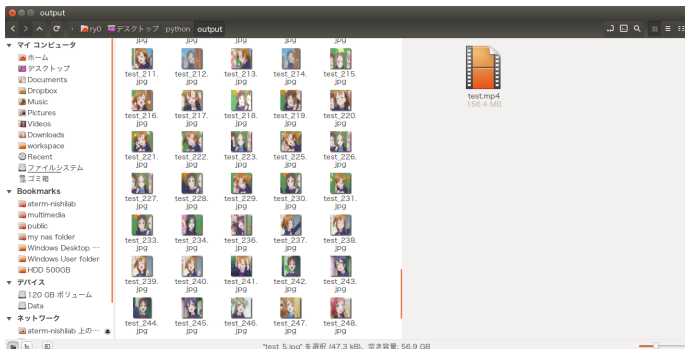 output
ry0 デスクトップ python output
マイ コンピュータ
ホーム
デスクトップ
Documents
Dropbox
Music
Pictures
Videos
Downloads
workspace
Recent
ファイルシステム
ゴミ箱
Bookmarks
aterm-nishilab
multimedia
public
my nas folder
Windows Desktop ...
Windows User folder
HDD 500GB
デバイス
120 GB ボリューム
Data
ネットワーク
aterm-nishilab 上の...
jpg jpg jpg jpg jpg
test_211. test_212. test_213. test_214. test_215.
jpg jpg jpg jpg jpg
test_216. test_217. test_218. test_219. test_220.
jpg jpg jpg jpg jpg
test_221. test_222. test_223. test_225. test_226.
jpg jpg jpg jpg jpg
test_227. test_228. test_229. test_230. test_231.
jpg jpg jpg jpg jpg
test_233. test_234. test_236. test_237. test_238.
jpg jpg jpg jpg jpg
test_239. test_240. test_241. test_242. test_243.
jpg jpg jpg jpg jpg
test_244. test_245. test_246. test_247. test_248.
jpg jpg jpg jpg jpg
test.mp4
156.4 MB
"test_5.jpg" を選択 (47.3 kB)、空き容量: 56.9 GB